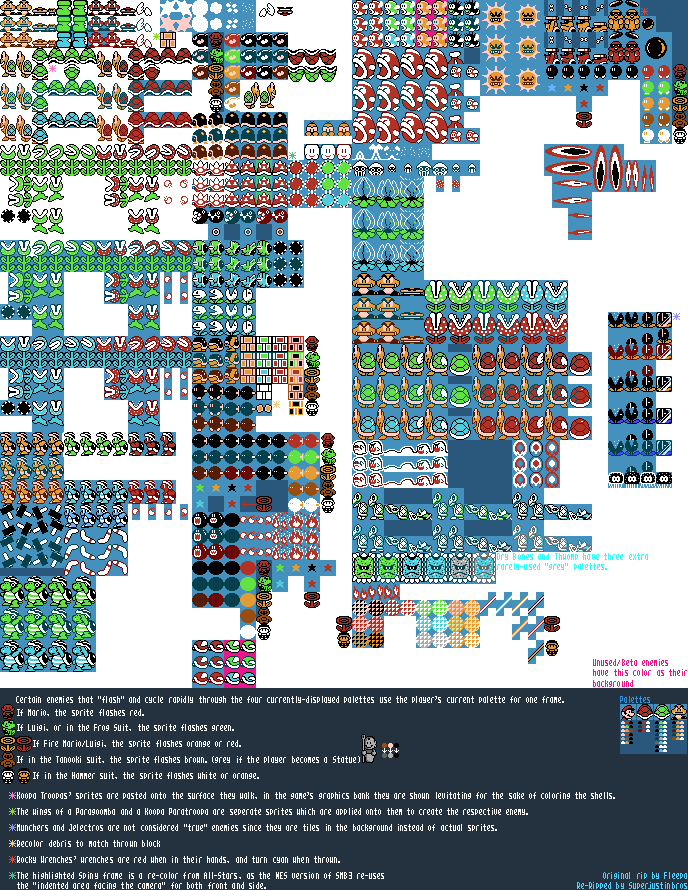 Dry Bones and Thwomp have three extra
rarely-used "grey" palettes.
Unused/Beta enemies
have this color as their
background
Certain enemies that "flash" and cycle rapidly through the four currently-displayed palettes use the player's current palette for one frame.
Palettes
If Mario, the sprite flashes red.
If Luigi, or in the Frog Suit, the sprite flashes green.
If Fire Mario/Luigi, the sprite flashes orange or red.
If in the Tanooki suit, the sprite flashes brown. (grey if the player becomes a Statue)
If in the Hammer suit, the sprite flashes white or orange.
Koopa Troopas' sprites are pasted onto the surface they walk, in the game's graphics bank they are shown levitating for the sake of coloring the shells.
The wings of a Paragoomba and a Koopa Paratroopa are seperate sprites which are applied onto them to create the respective enemy.
Munchers and Jelectros are not considered "true" enemies since they are tiles in the background instead of actual sprites.
Recolor debris to match thrown block
Rocky Wrenches' wrenches are red when in their hands, and turn cyan when thrown.
The highlighted Spiny frame is a re-color from All-Stars, as the NES version of SMB3 re-uses
the "indented area facing the camera" for both front and side.
Original rip by Fleepa
Re-Ripped by Superjustinbros